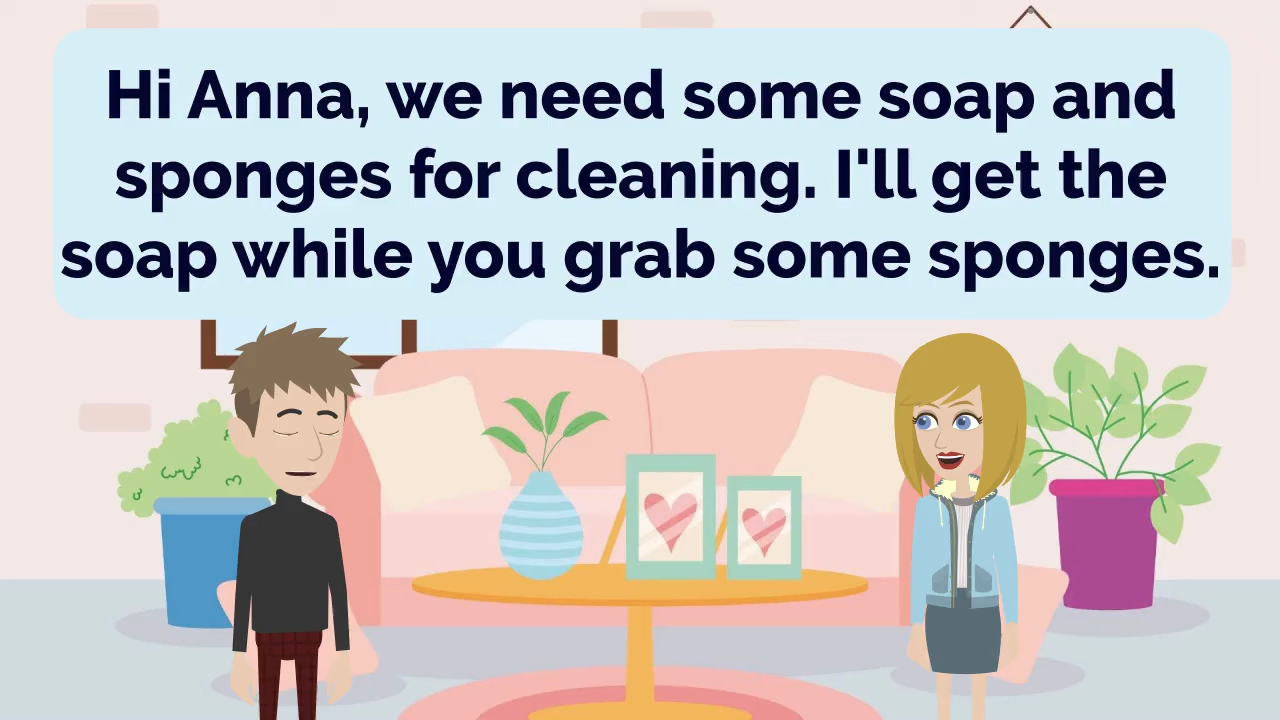 Hi Anna, we need some soap and
sponges for cleaning. I'll get the
soap while you grab some sponges.